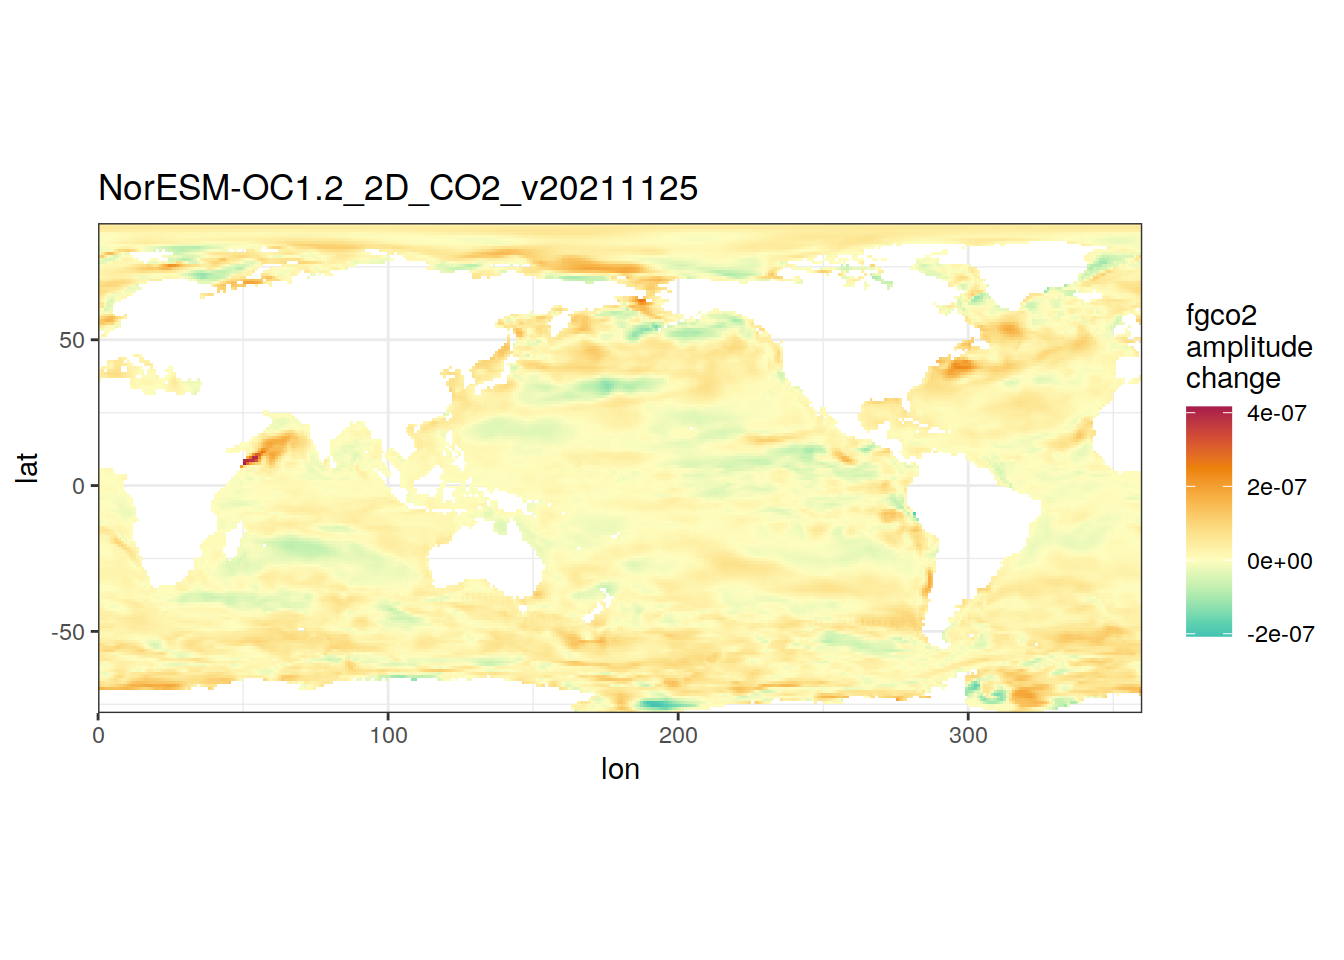 NorESM-OC1.2_2D_CO2_v20211125
fgco2
amplitude
change
4e-07
2e-07
0e+00
-2e-07
50
0
-50
lat
0
100
200
300
lon